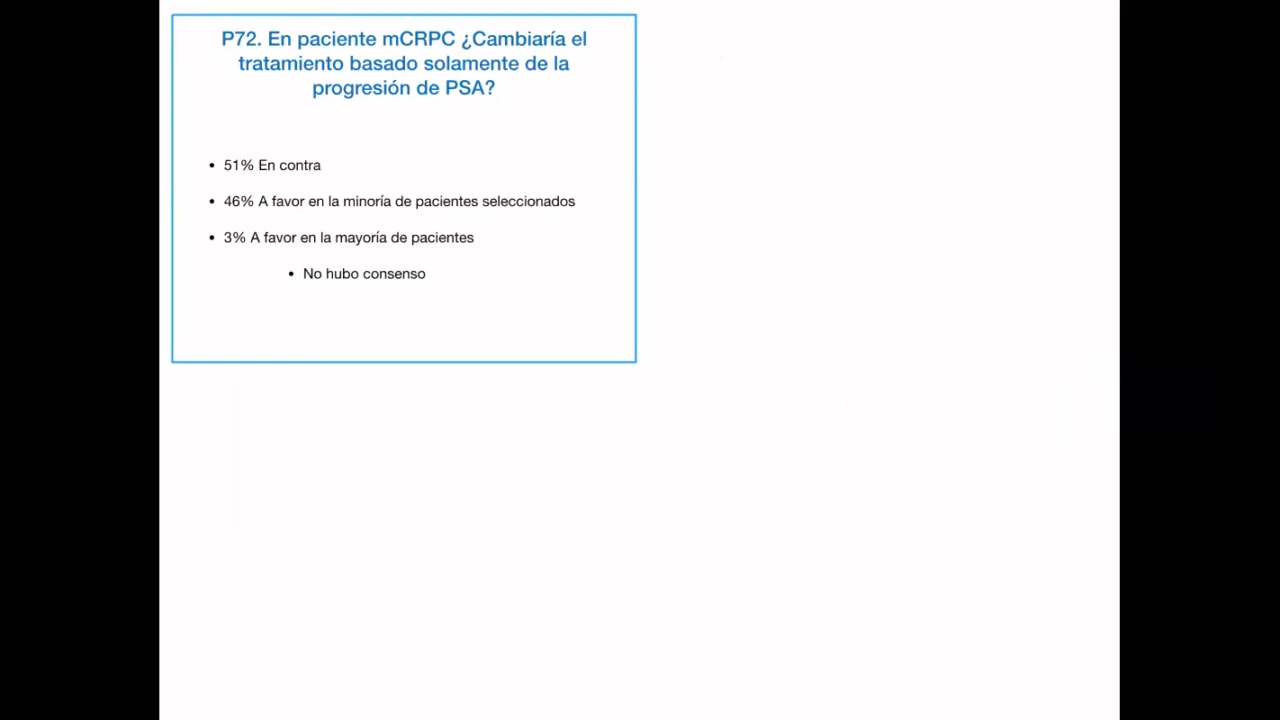 P72. En paciente mCRPC ¿Cambiaría el
tratamiento basado solamente de la
progresión de PSA?
• 51% En contra
• 46% A favor en la minoría de pacientes seleccionados
• 3% A favor en la mayoría de pacientes
• No hubo consenso